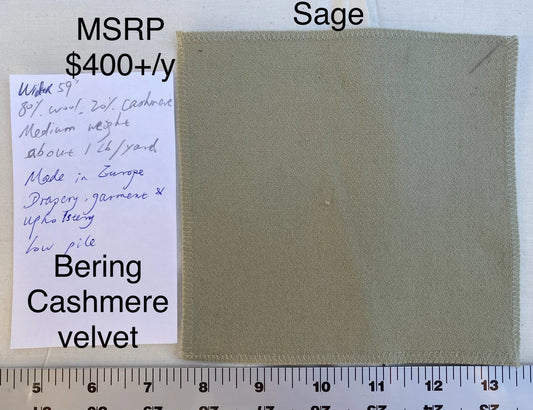 MSRP
$400+/y
Sage
Width 59"
80% wool, 20% Cashmere
Medium weight
about 1 lb/yard
Made in Europe
Drapery, garment &
upholstery
low pile
Bering
Cashmere
velvet
5 6 7 8 9 10 11 12 13